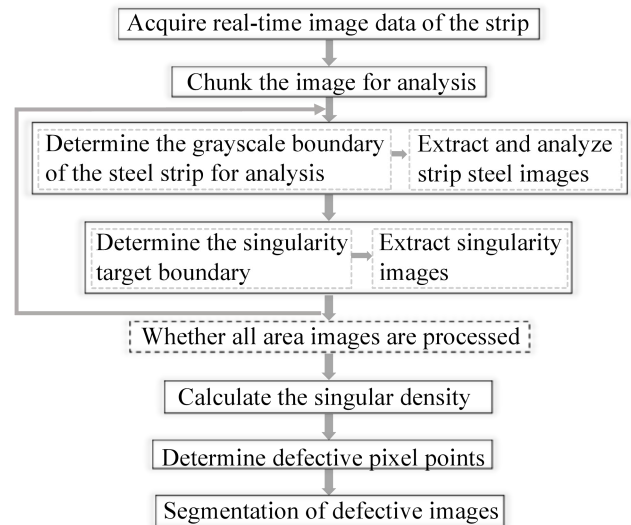 Acquire real-time image data of the strip
Chunk the image for analysis
Determine the grayscale boundary
of the steel strip for analysis
Extract and analyze
strip steel images
Determine the singularity
target boundary
Extract singularity
images
Whether all area images are processed
Calculate the singular density
Determine defective pixel points
Segmentation of defective images